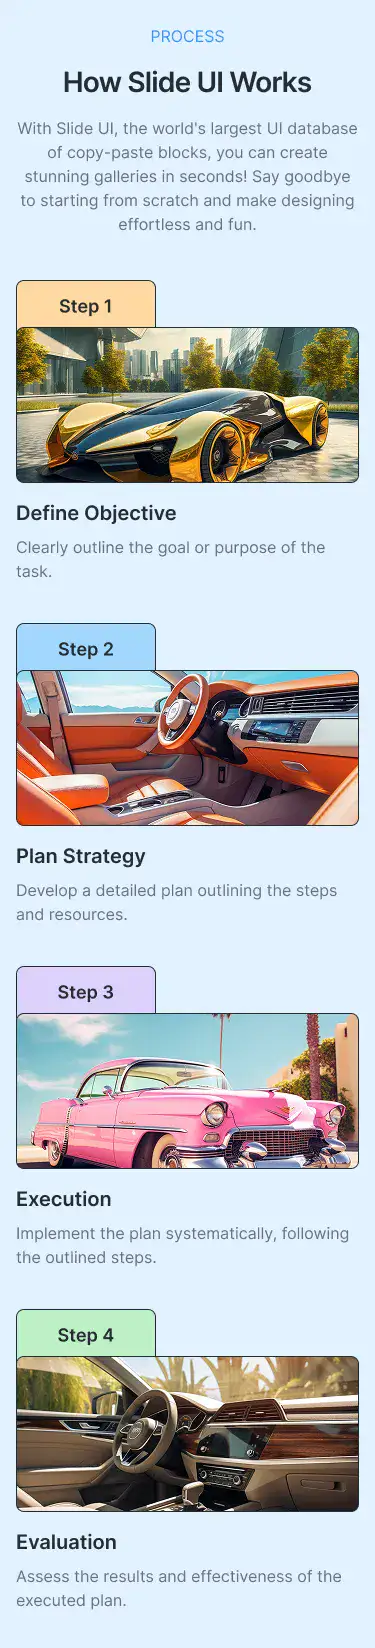 PROCESS
How Slide UI Works
With Slide UI, the world's largest UI database
of copy-paste blocks, you can create
stunning galleries in seconds! Say goodbye
to starting from scratch and make designing
effortless and fun.
Step 1
Define Objective
Clearly outline the goal or purpose of the
task.
Step 2
Plan Strategy
Develop a detailed plan outlining the steps
and resources.
Step 3
Execution
Implement the plan systematically, following
the outlined steps.
Step 4
Evaluation
Assess the results and effectiveness of the
executed plan.